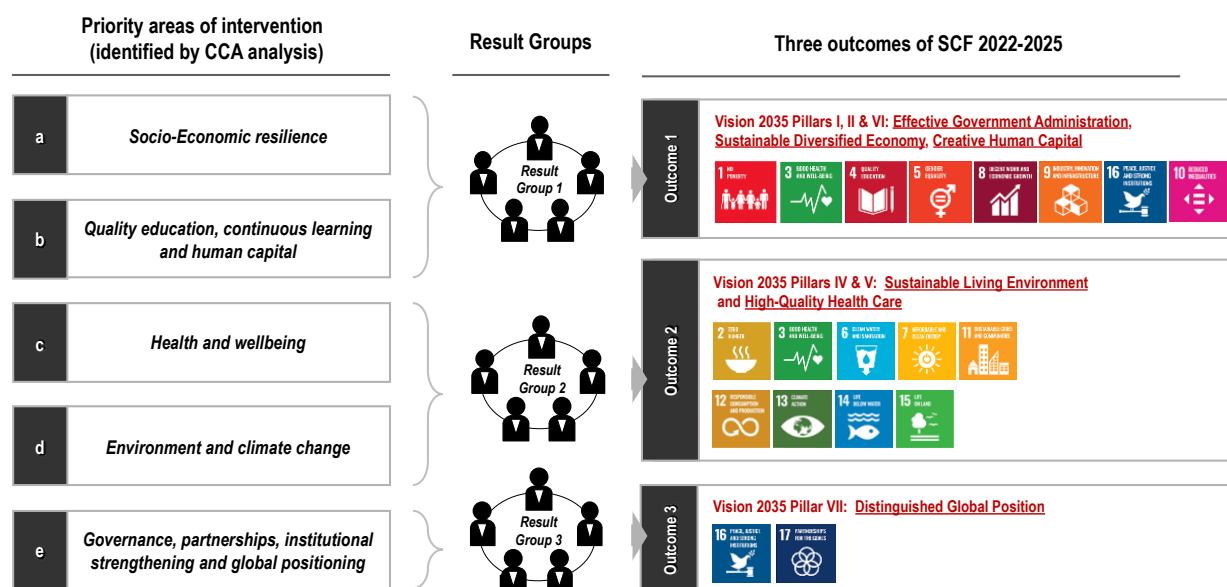 Priority areas of intervention
(identified by CCA analysis)
Result Groups
Three outcomes of SCF 2022-2025
a
Socio-Economic resilience
b
Quality education, continuous learning
and human capital
c
Health and wellbeing
d
Environment and climate change
e
Governance, partnerships, institutional
strengthening and global positioning
Result
Group 1
Result
Group 2
Result
Group 3
Outcome 1
Vision 2035 Pillars I, II & VI: Effective Government Administration,
Sustainable Diversified Economy, Creative Human Capital
1 NO
POVERTY
3 GOOD HEALTH
AND WELL-BEING
4 QUALITY
EDUCATION
5 GENDER
EQUALITY
8 DECENT WORK AND
ECONOMIC GROWTH
9 INDUSTRY, INNOVATION
AND INFRASTRUCTURE
16 PEACE, JUSTICE
AND STRONG
INSTITUTIONS
10 REDUCED
INEQUALITIES
Outcome 2
Vision 2035 Pillars IV & V: Sustainable Living Environment
and High-Quality Health Care
2 ZERO
HUNGER
3 GOOD HEALTH
AND WELL-BEING
6 CLEAN WATER
AND SANITATION
7 AFFORDABLE AND
CLEAN ENERGY
11 SUSTAINABLE CITIES
AND COMMUNITIES
12 RESPONSIBLE
CONSUMPTION
AND PRODUCTION
13 CLIMATE
ACTION
14 LIFE
BELOW WATER
15 LIFE
ON LAND
Outcome 3
Vision 2035 Pillar VII: Distinguished Global Position
16 PEACE, JUSTICE
AND STRONG
INSTITUTIONS
17 PARTNERSHIPS
FOR THE GOALS